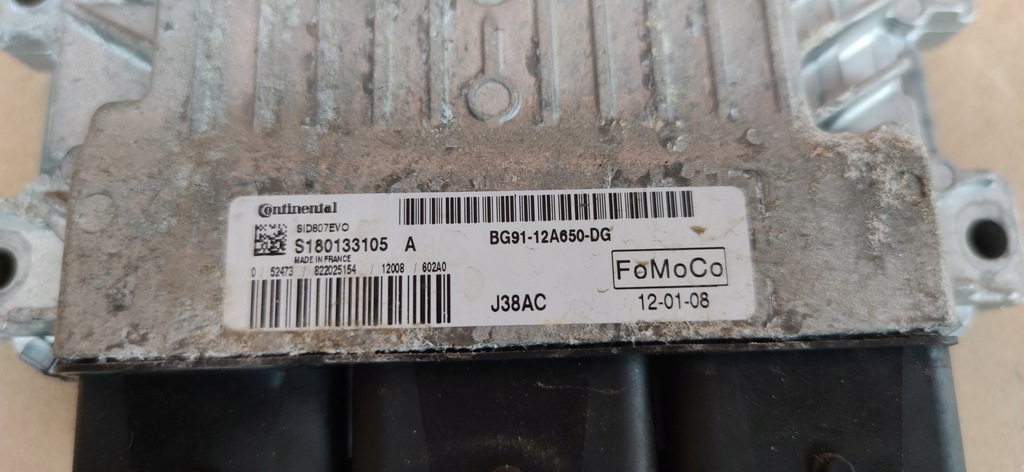 Continental
SID807EVO
S180133105 A
MADE IN FRANCE
0 / 52473 / 822025154 / 12008 / 602A0
BG91-12A650-DG
FoMoCo
J38AC
12-01-08